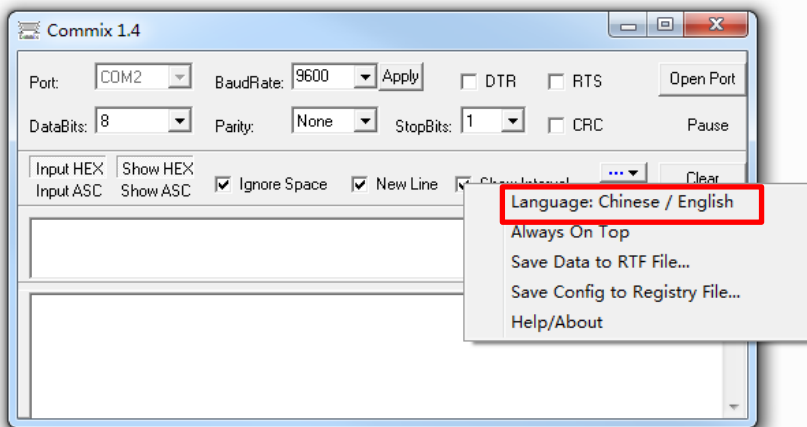 Commix 1.4
Port: COM2 BaudRate: 9600 Apply DTR RTS Open Port
DataBits: 8 Parity: None StopBits: 1 CRC Pause
Input HEX Show HEX
Input ASC Show ASC Ignore Space New Line Show Interval ... Clear
Language: Chinese / English
Always On Top
Save Data to RTF File...
Save Config to Registry File...
Help/About